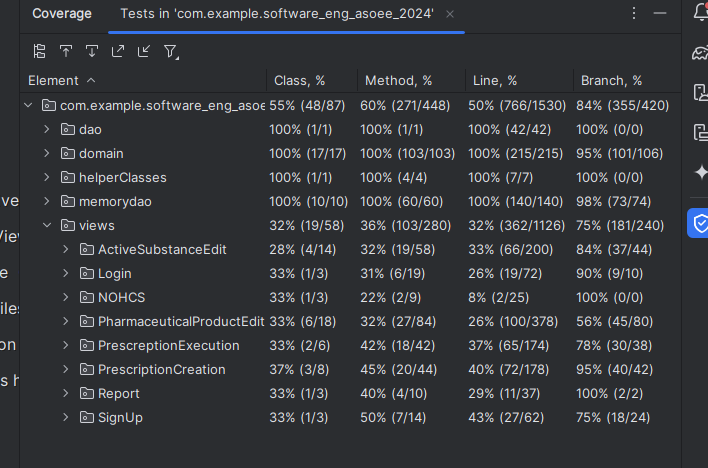 Coverage Tests in 'com.example.software_eng_asoee_2024' ×
Element Class, % Method, % Line, % Branch, %
com.example.software_eng_asoe 55% (48/87) 60% (271/448) 50% (766/1530) 84% (355/420)
dao 100% (1/1) 100% (1/1) 100% (42/42) 100% (0/0)
domain 100% (17/17) 100% (103/103) 100% (215/215) 95% (101/106)
helperClasses 100% (1/1) 100% (4/4) 100% (7/7) 100% (0/0)
memorydao 100% (10/10) 100% (60/60) 100% (140/140) 98% (73/74)
views 32% (19/58) 36% (103/280) 32% (362/1126) 75% (181/240)
ActiveSubstanceEdit 28% (4/14) 32% (19/58) 33% (66/200) 84% (37/44)
Login 33% (1/3) 31% (6/19) 26% (19/72) 90% (9/10)
NOHCS 33% (1/3) 22% (2/9) 8% (2/25) 100% (0/0)
PharmaceuticalProductEdit 33% (6/18) 32% (27/84) 26% (100/378) 56% (45/80)
PrescreptionExecution 33% (2/6) 42% (18/42) 37% (65/174) 78% (30/38)
PrescriptionCreation 37% (3/8) 45% (20/44) 40% (72/178) 95% (40/42)
Report 33% (1/3) 40% (4/10) 29% (11/37) 100% (2/2)
SignUp 33% (1/3) 50% (7/14) 43% (27/62) 75% (18/24)